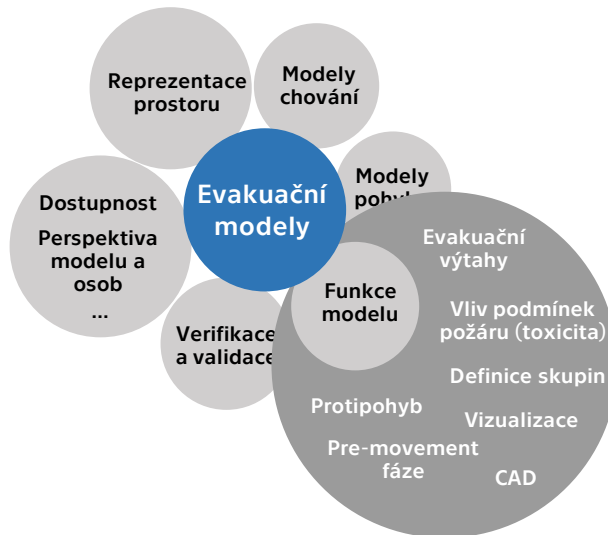 Reprezentace
prostoru
Modely
chování
Evakuační
modely
Modely
Dostupnost
Perspektiva
modelu a
osob
...
Verifikace
a validace
Funkce
modelu
Evakuační
výtahy
Vliv podmínek
požáru (toxicita)
Definice skupin
Protipohyb
Vizualizace
Pre-movement
fáze
CAD